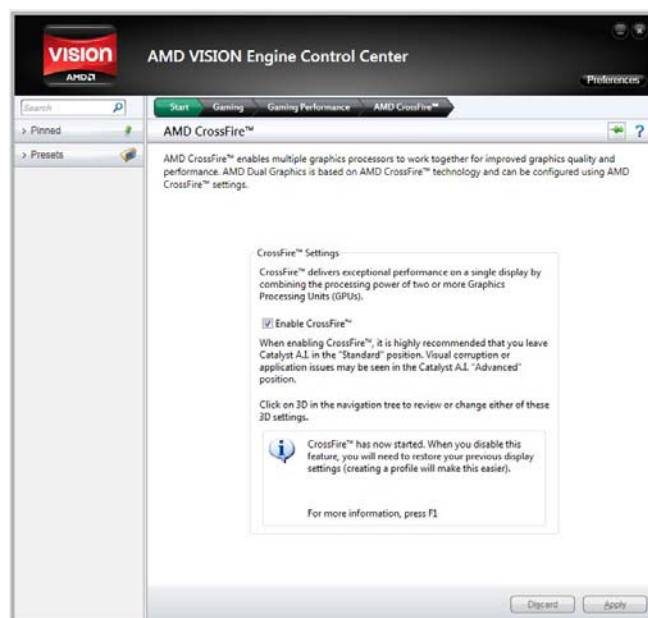 VISION
AMD
AMD VISION Engine Control Center
Preferences
Search
Start Gaming Gaming Performance AMD CrossFire™
> Pinned
AMD CrossFire™
?
> Presets
AMD CrossFire™ enables multiple graphics processors to work together for improved graphics quality and
performance. AMD Dual Graphics is based on AMD CrossFire™ technology and can be configured using AMD
CrossFire™ settings.
CrossFire™ Settings
CrossFire™ delivers exceptional performance on a single display by
combining the processing power of two or more Graphics
Processing Units (GPUs).
Enable CrossFire™
When enabling CrossFire™, it is highly recommended that you leave
Catalyst A.I. in the "Standard" position. Visual corruption or
application issues may be seen in the Catalyst A.I. "Advanced"
position.
Click on 3D in the navigation tree to review or change either of these
3D settings.
CrossFire™ has now started. When you disable this
feature, you will need to restore your previous display
settings (creating a profile will make this easier).
For more information, press F1
Discard Apply